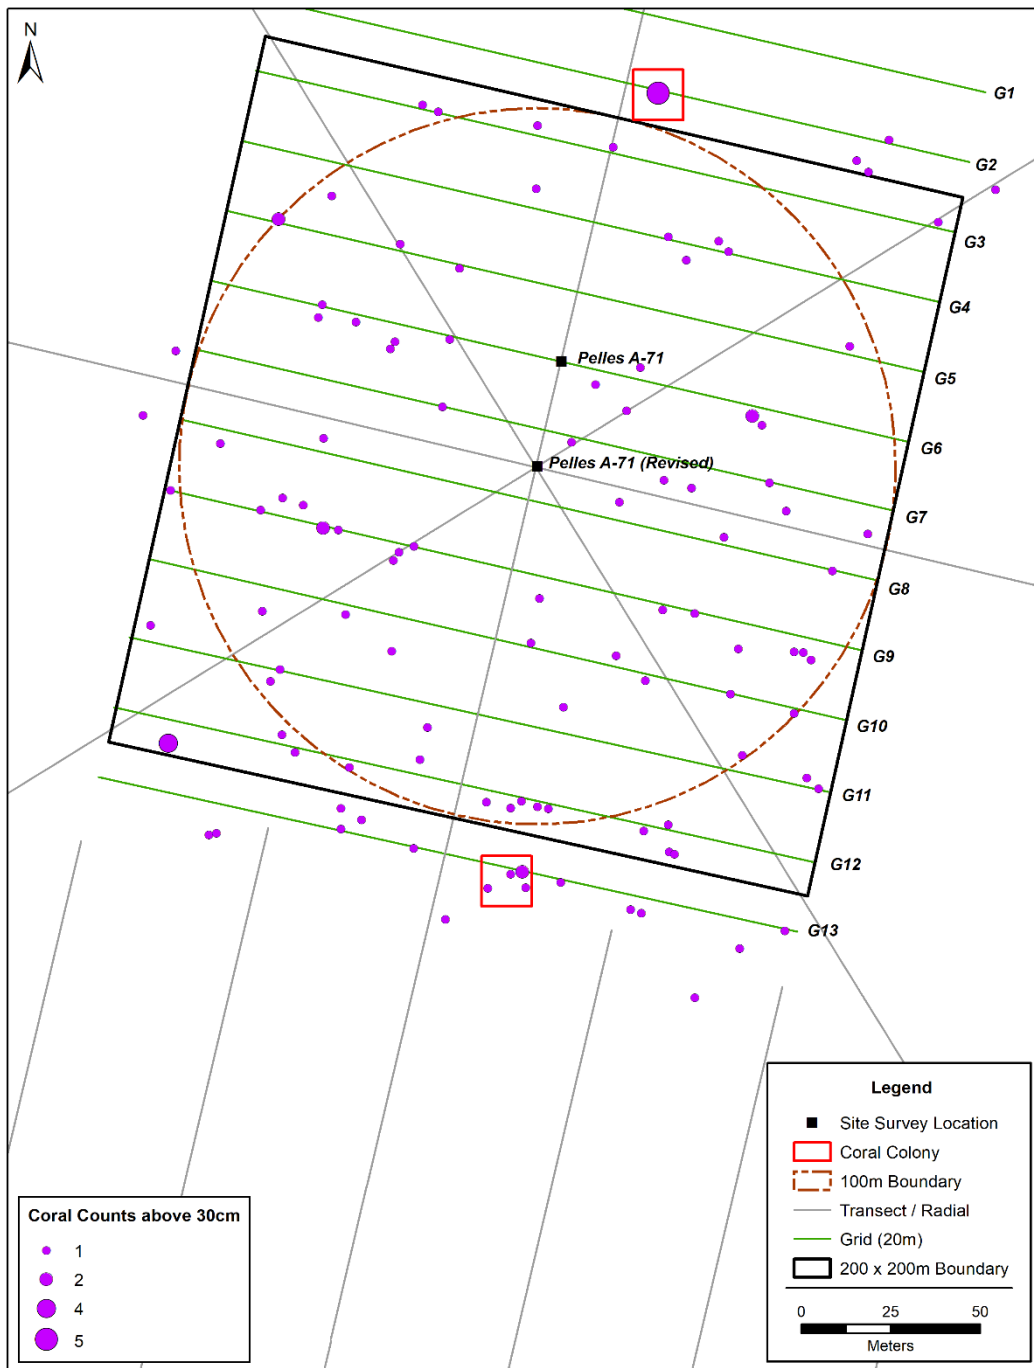 N
G1
G2
G3
G4
G5
Pelles A-71
G6
Pelles A-71 (Revised)
G7
G8
G9
G10
G11
G12
G13
Legend
Site Survey Location
Coral Colony
100m Boundary
Transect / Radial
Grid (20m)
200 x 200m Boundary
0 25 50
Meters
Coral Counts above 30cm
1
2
4
5